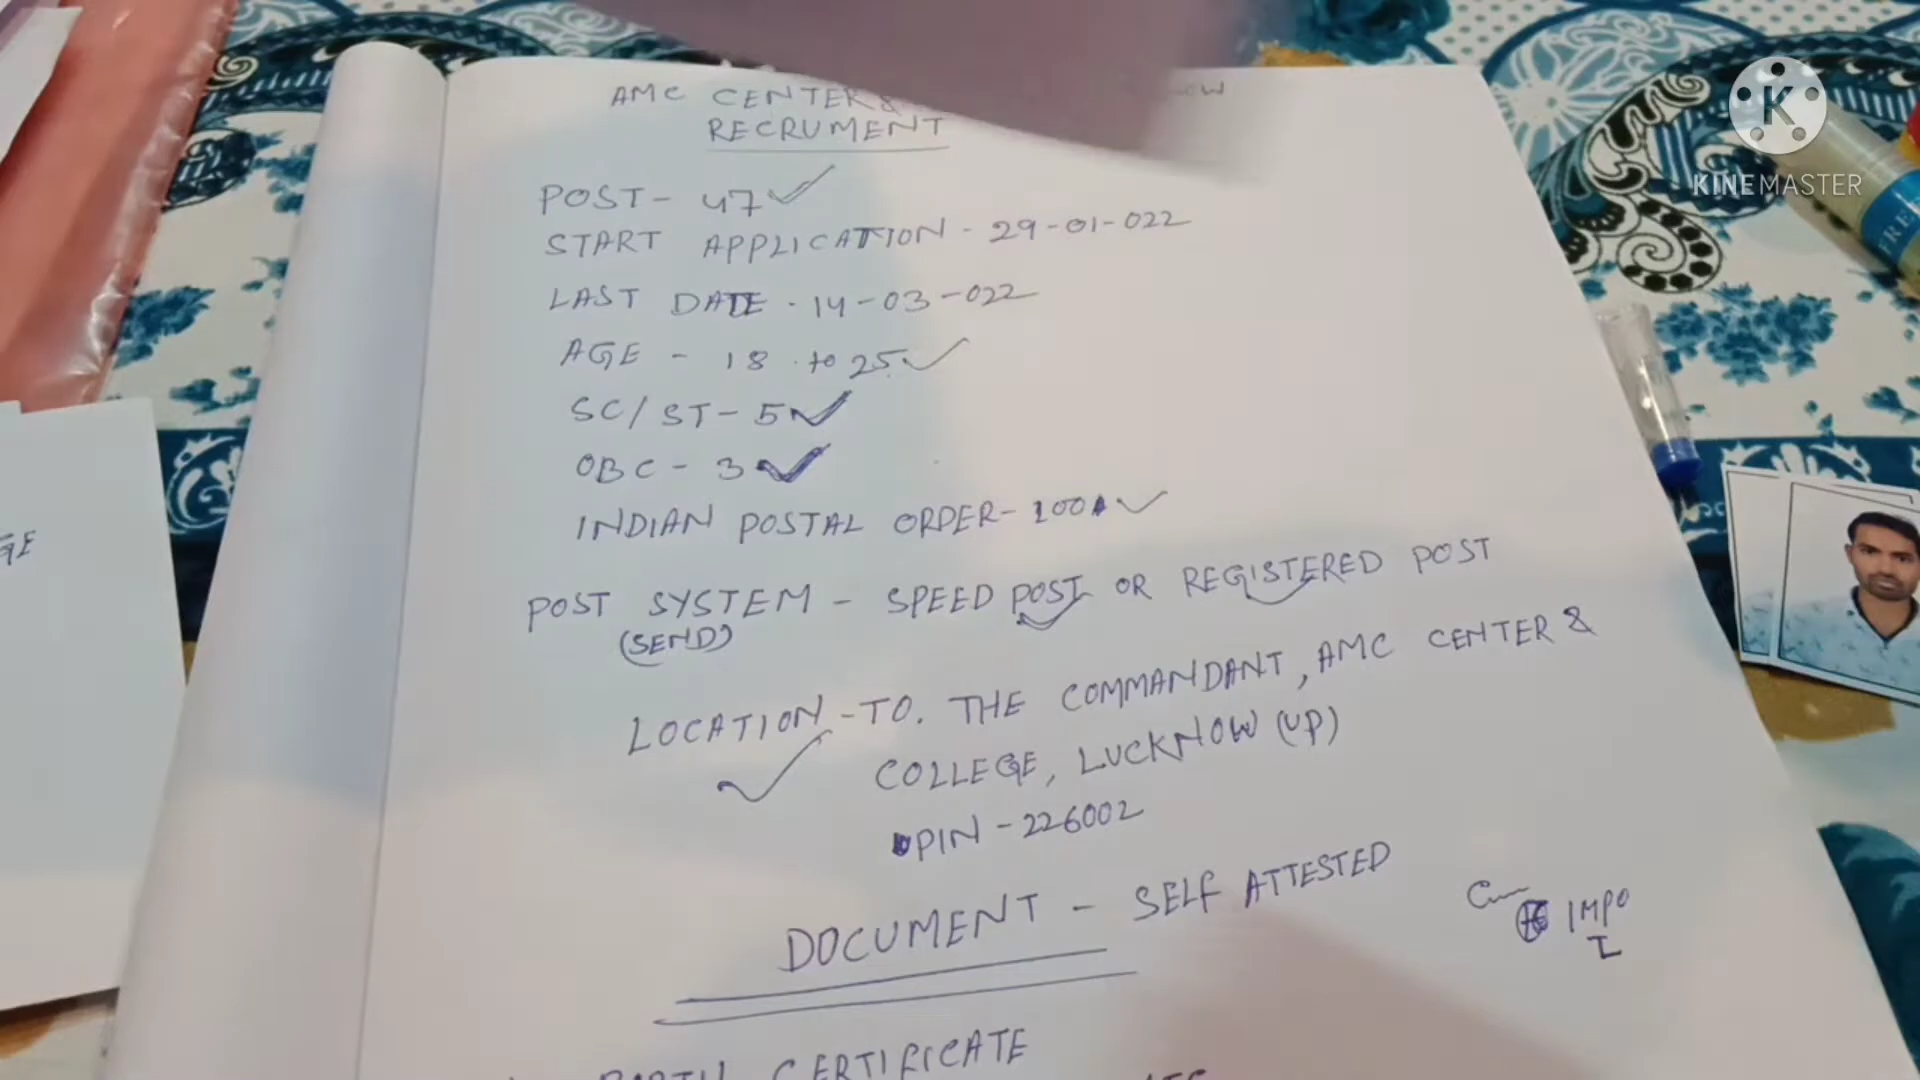 AMC CENTER &
RECRUMENT
POST - 47
START APPLICATION - 29-01-022
LAST DATE - 14-03-022
AGE - 18 to 25
SC/ST - 5
OBC - 3
INDIAN POSTAL ORDER - 100
POST SYSTEM - SPEED POST OR REGISTERED POST
(SEND)
LOCATION - TO. THE COMMANDANT, AMC CENTER &
COLLEGE, LUCKNOW (UP)
PIN - 226002
DOCUMENT - SELF ATTESTED
IMPO
CERTIFICATE
KINEMASTER
FREE